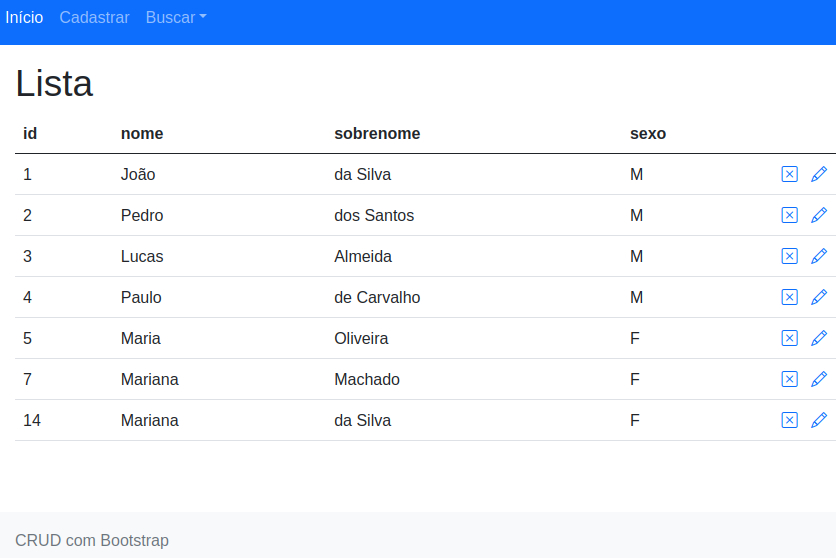 Início Cadastrar Buscar
Lista
id nome sobrenome sexo
1 João da Silva M
2 Pedro dos Santos M
3 Lucas Almeida M
4 Paulo de Carvalho M
5 Maria Oliveira F
7 Mariana Machado F
14 Mariana da Silva F
CRUD com Bootstrap